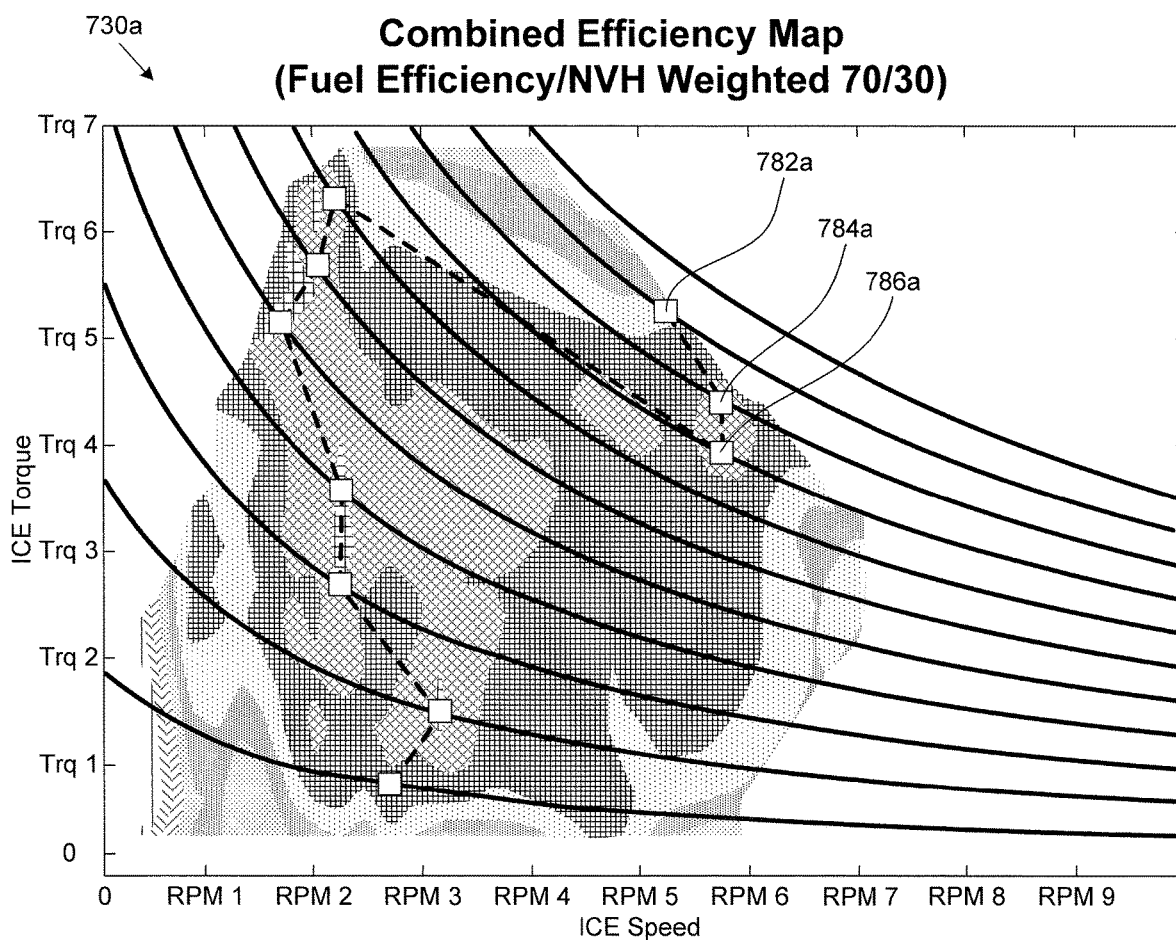 730a
Combined Efficiency Map
(Fuel Efficiency/NVH Weighted 70/30)
Trq 7
782a
Trq 6
784a
786a
Trq 5
Trq 4
ICE Torque
Trq 3
Trq 2
Trq 1
0
0 RPM 1 RPM 2 RPM 3 RPM 4 RPM 5 RPM 6 RPM 7 RPM 8 RPM 9
ICE Speed